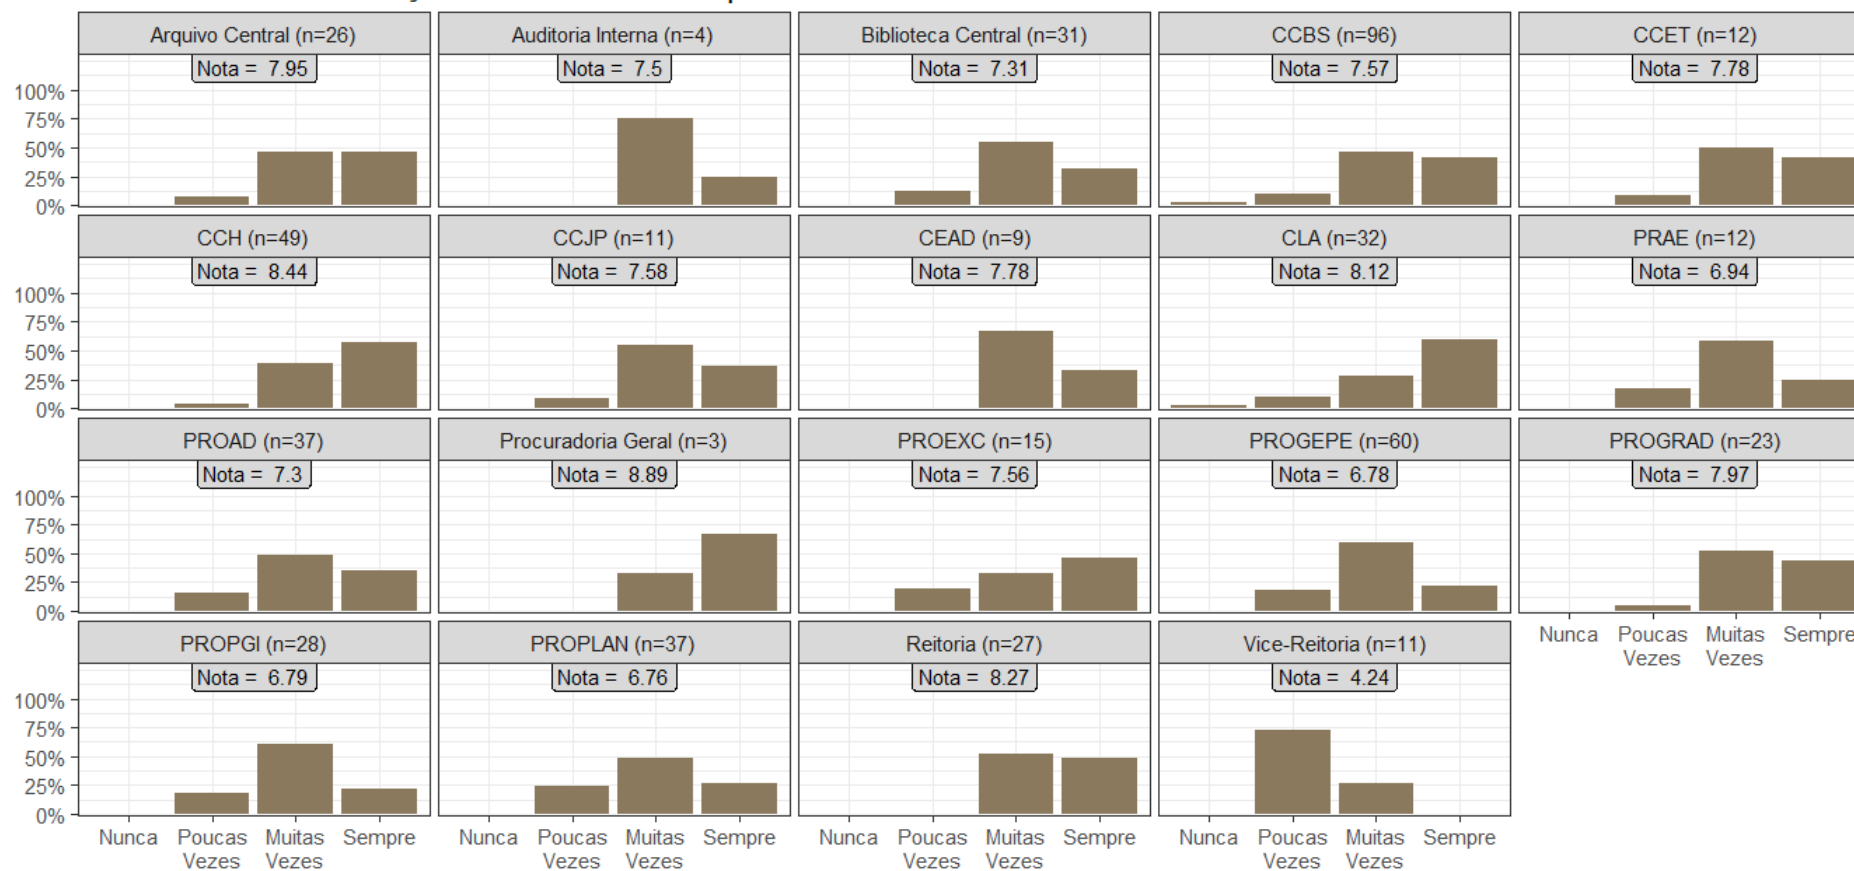 Arquivo Central (n=26)
Auditoria Interna (n=4)
Biblioteca Central (n=31)
CCBS (n=96)
CCET (n=12)
Nota = 7.95
Nota = 7.5
Nota = 7.31
Nota = 7.57
Nota = 7.78
100%
75%
50%
25%
0%
CCH (n=49)
CCJP (n=11)
CEAD (n=9)
CLA (n=32)
PRAE (n=12)
Nota = 8.44
Nota = 7.58
Nota = 7.78
Nota = 8.12
Nota = 6.94
100%
75%
50%
25%
0%
PROAD (n=37)
Procuradoria Geral (n=3)
PROEXC (n=15)
PROGEPE (n=60)
PROGRAD (n=23)
Nota = 7.3
Nota = 8.89
Nota = 7.56
Nota = 6.78
Nota = 7.97
100%
75%
50%
25%
0%
Nunca
Poucas
Vezes
Muitas
Vezes
Sempre
PROPGI (n=28)
PROPLAN (n=37)
Reitoria (n=27)
Vice-Reitoria (n=11)
Nota = 6.79
Nota = 6.76
Nota = 8.27
Nota = 4.24
100%
75%
50%
25%
0%
Nunca
Poucas
Vezes
Muitas
Vezes
Sempre
Nunca
Poucas
Vezes
Muitas
Vezes
Sempre
Nunca
Poucas
Vezes
Muitas
Vezes
Sempre
Nunca
Poucas
Vezes
Muitas
Vezes
Sempre